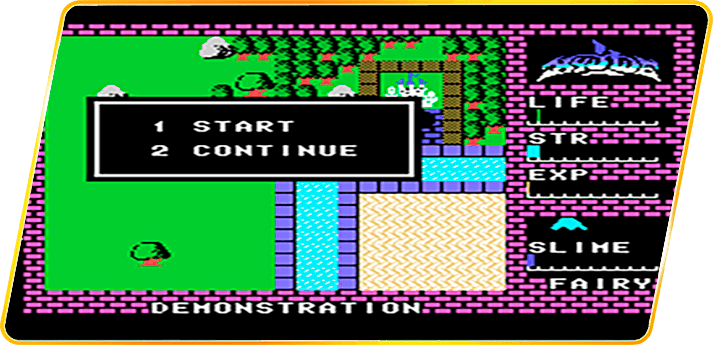 1 START
2 CONTINUE
LIFE
STR
EXP
SLIME
FAIRY
DEMONSTRATION